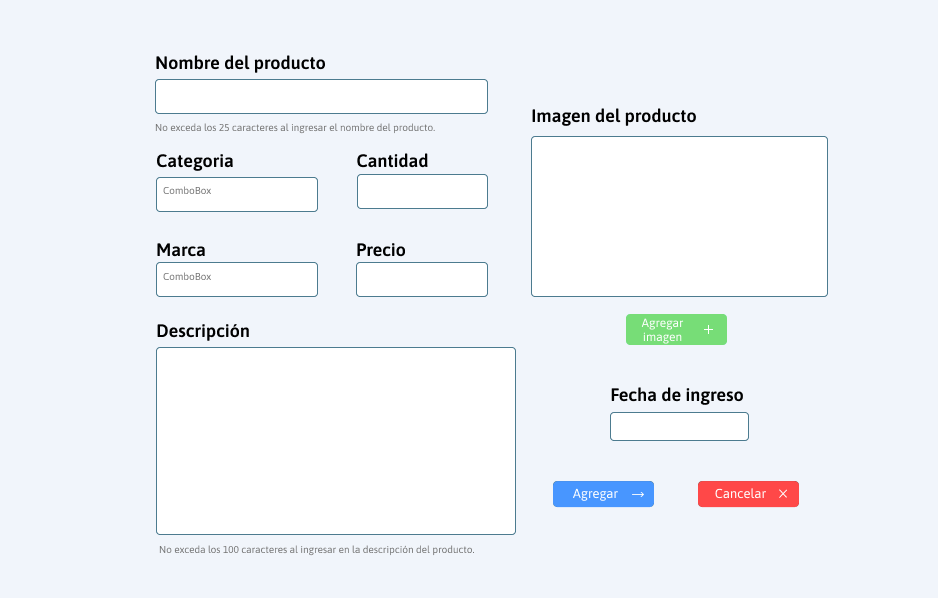 Nombre del producto
No exceda los 25 caracteres al ingresar el nombre del producto.
Categoria
Cantidad
ComboBox
Marca
Precio
ComboBox
Descripción
No exceda los 100 caracteres al ingresar en la descripción del producto.
Imagen del producto
Agregar
imagen
Fecha de ingreso
Agregar
Cancelar